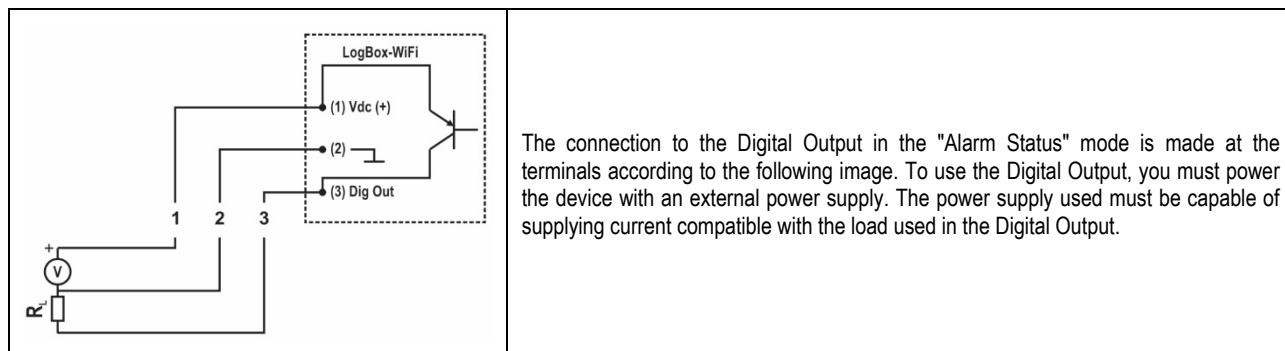 LogBox-WiFi
(1) Vdc (+)
(2)
(3) Dig Out
1 2 3
+
V
RL
The connection to the Digital Output in the "Alarm Status" mode is made at the
terminals according to the following image. To use the Digital Output, you must power
the device with an external power supply. The power supply used must be capable of
supplying current compatible with the load used in the Digital Output.